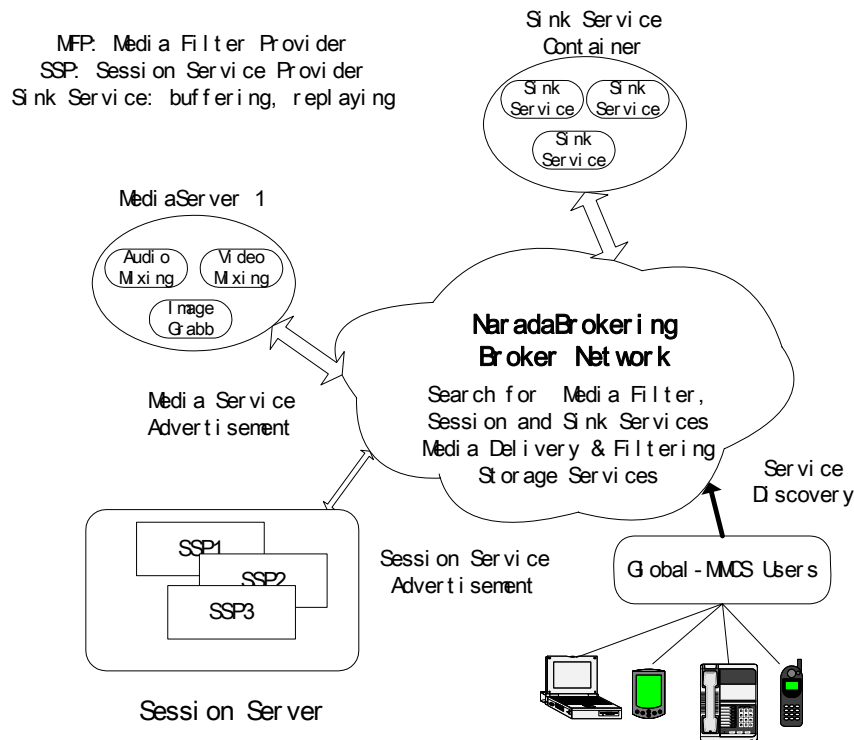 MFP: Media Filter Provider
SSP: Session Service Provider
Sink Service: buffering, replaying
Sink Service
Container
Sink
Service
Sink
Service
Sink
Service
MediaServer 1
Audio
Mixing
Video
Mixing
Image
Grabb
NaradaBrokering
Broker Network
Search for Media Filter,
Session and Sink Services
Media Delivery & Filtering
Storage Services
Media Service
Advertisement
Service
Discovery
SSP1
SSP2
SSP3
Session Service
Advertisement
Global-MMCS Users
Session Server